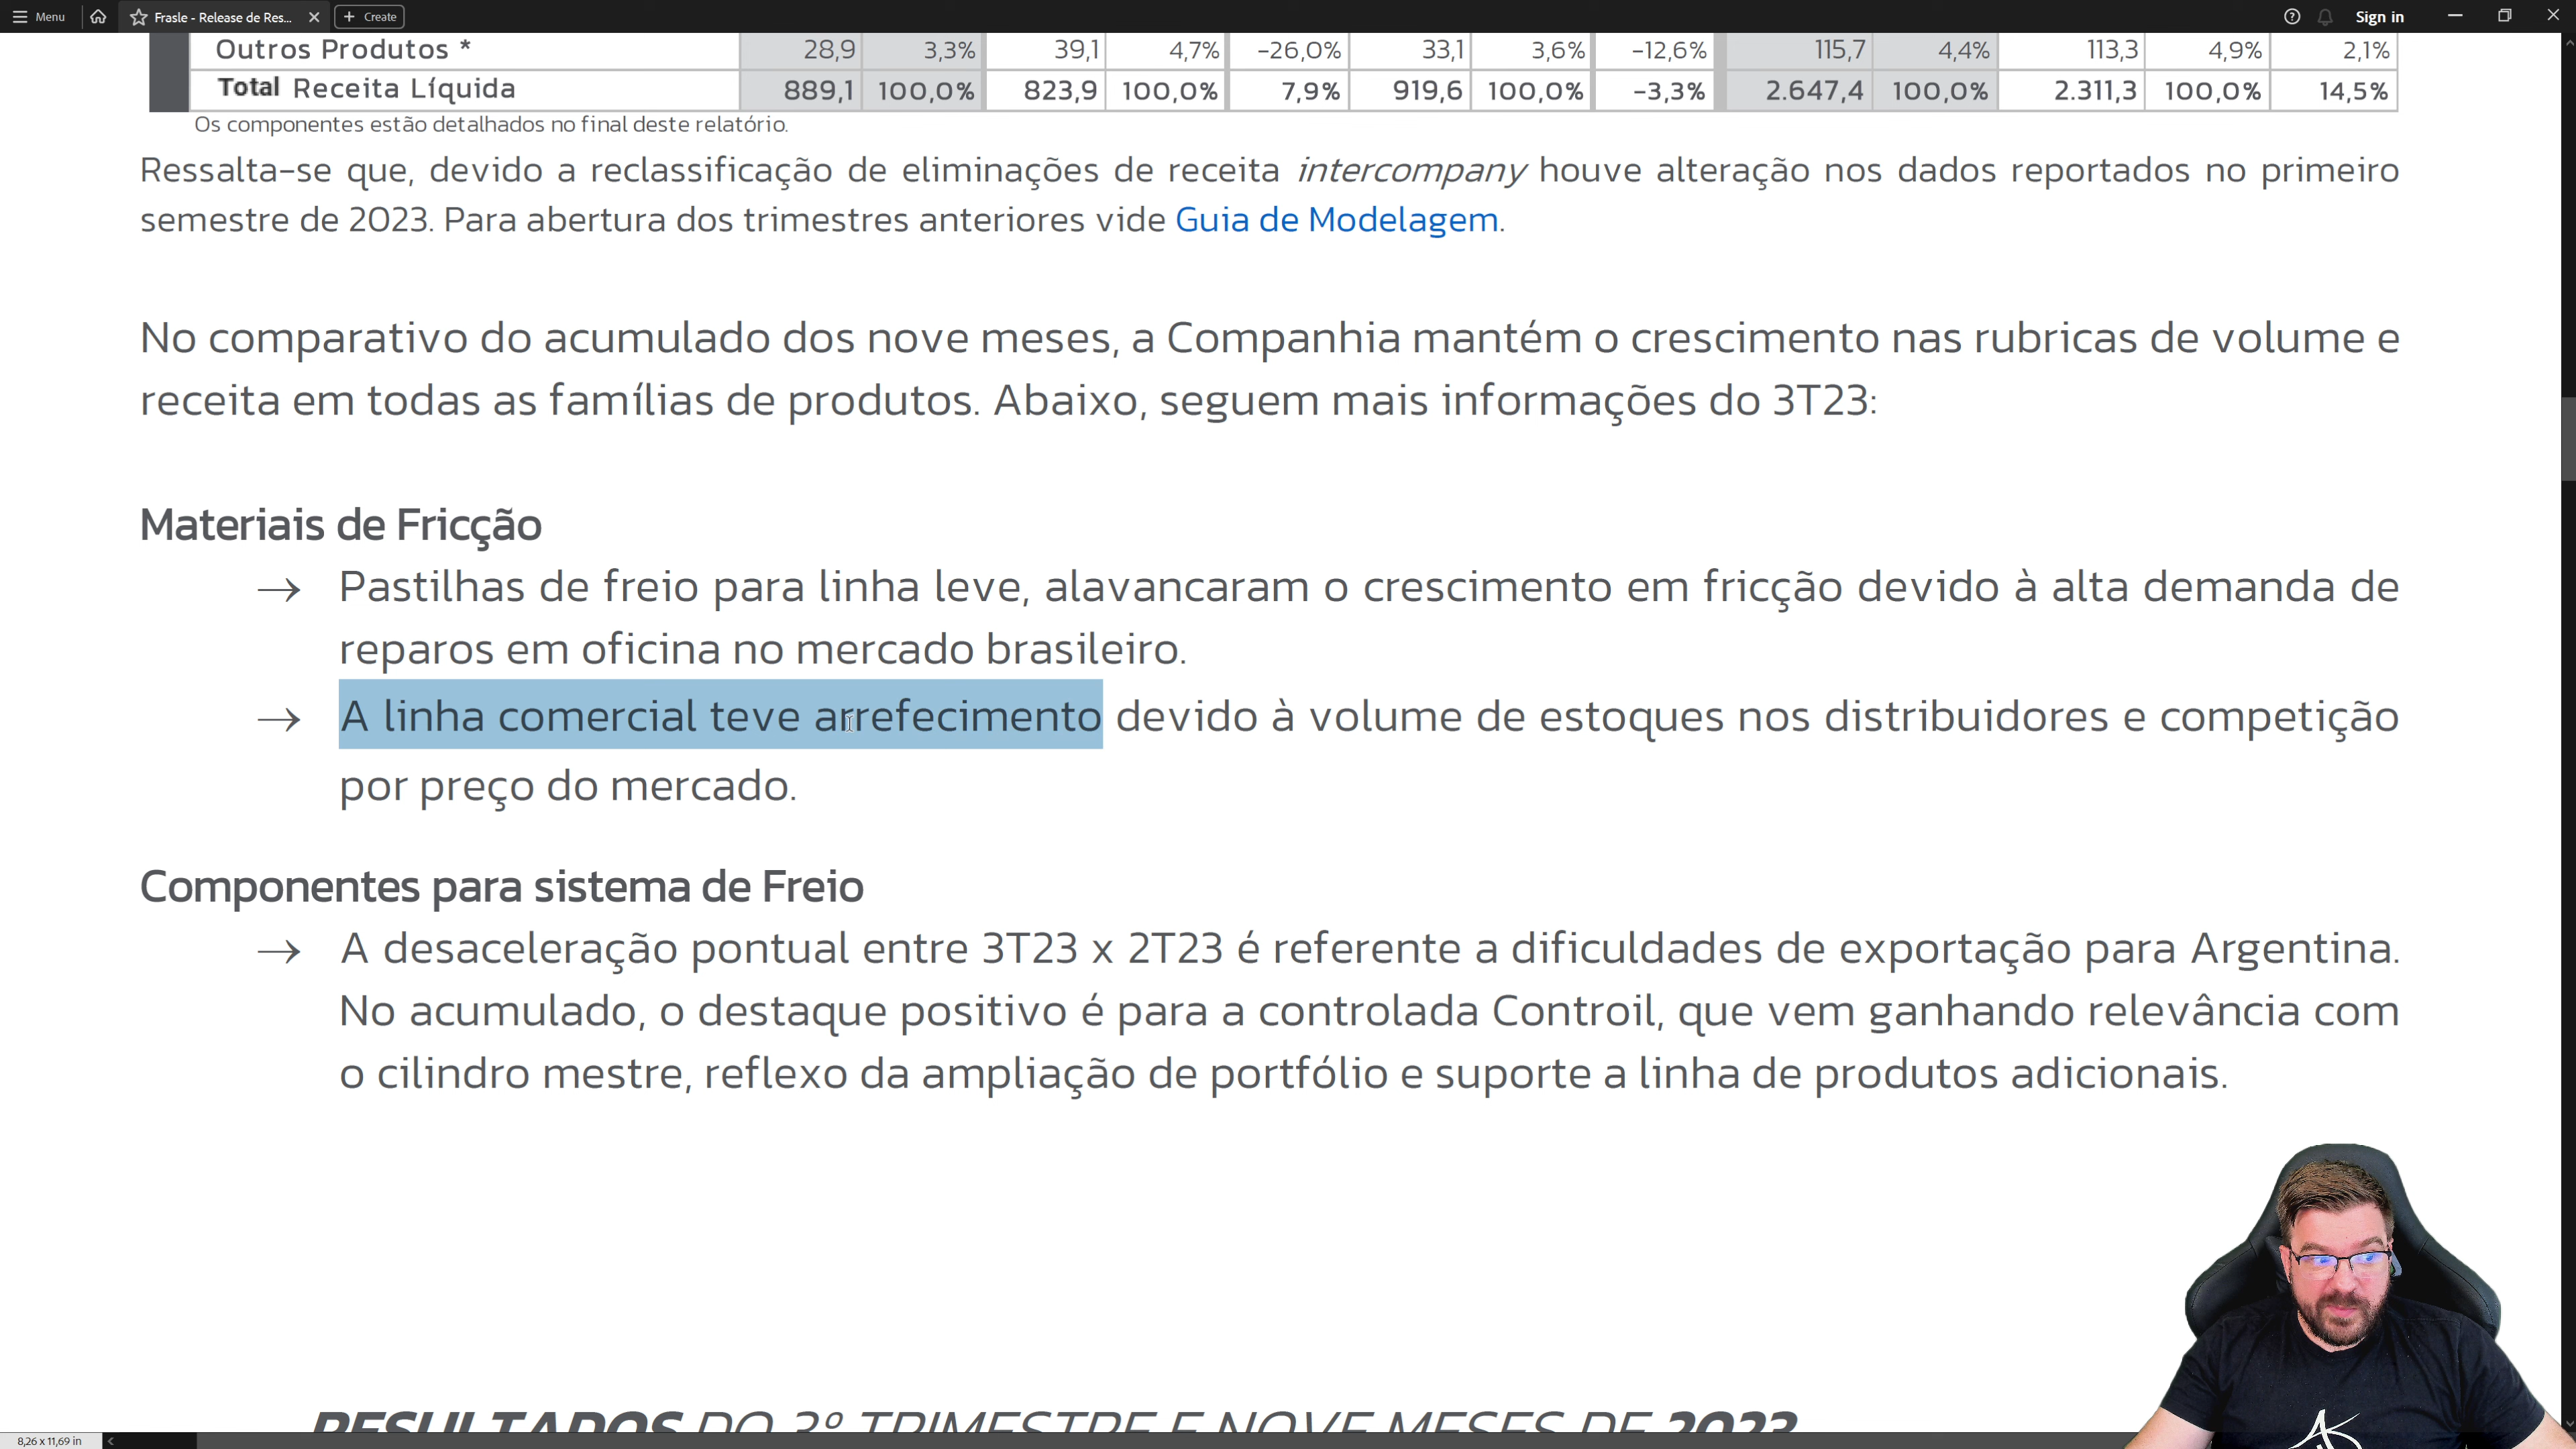 Menu
Frasle - Release de Res...
+ Create
Sign in
Outros Produtos * 28,9 3,3% 39,1 4,7% -26,0% 33,1 3,6% -12,6% 115,7 4,4% 113,3 4,9% 2,1%
Total Receita Líquida 889,1 100,0% 823,9 100,0% 7,9% 919,6 100,0% -3,3% 2.647,4 100,0% 2.311,3 100,0% 14,5%
Os componentes estão detalhados no final deste relatório.
Ressalta-se que, devido a reclassificação de eliminações de receita intercompany houve alteração nos dados reportados no primeiro
semestre de 2023. Para abertura dos trimestres anteriores vide Guia de Modelagem.
No comparativo do acumulado dos nove meses, a Companhia mantém o crescimento nas rubricas de volume e
receita em todas as famílias de produtos. Abaixo, seguem mais informações do 3T23:
Materiais de Fricção
→ Pastilhas de freio para linha leve, alavancaram o crescimento em fricção devido à alta demanda de
reparos em oficina no mercado brasileiro.
→ A linha comercial teve arrefecimento devido à volume de estoques nos distribuidores e competição
por preço do mercado.
Componentes para sistema de Freio
→ A desaceleração pontual entre 3T23 x 2T23 é referente a dificuldades de exportação para Argentina.
No acumulado, o destaque positivo é para a controlada Controil, que vem ganhando relevância com
o cilindro mestre, reflexo da ampliação de portfólio e suporte a linha de produtos adicionais.
RESULTADOS DO 3º TRIMESTRE E NOVE MESES DE 2023
8,26 x 11,69 in